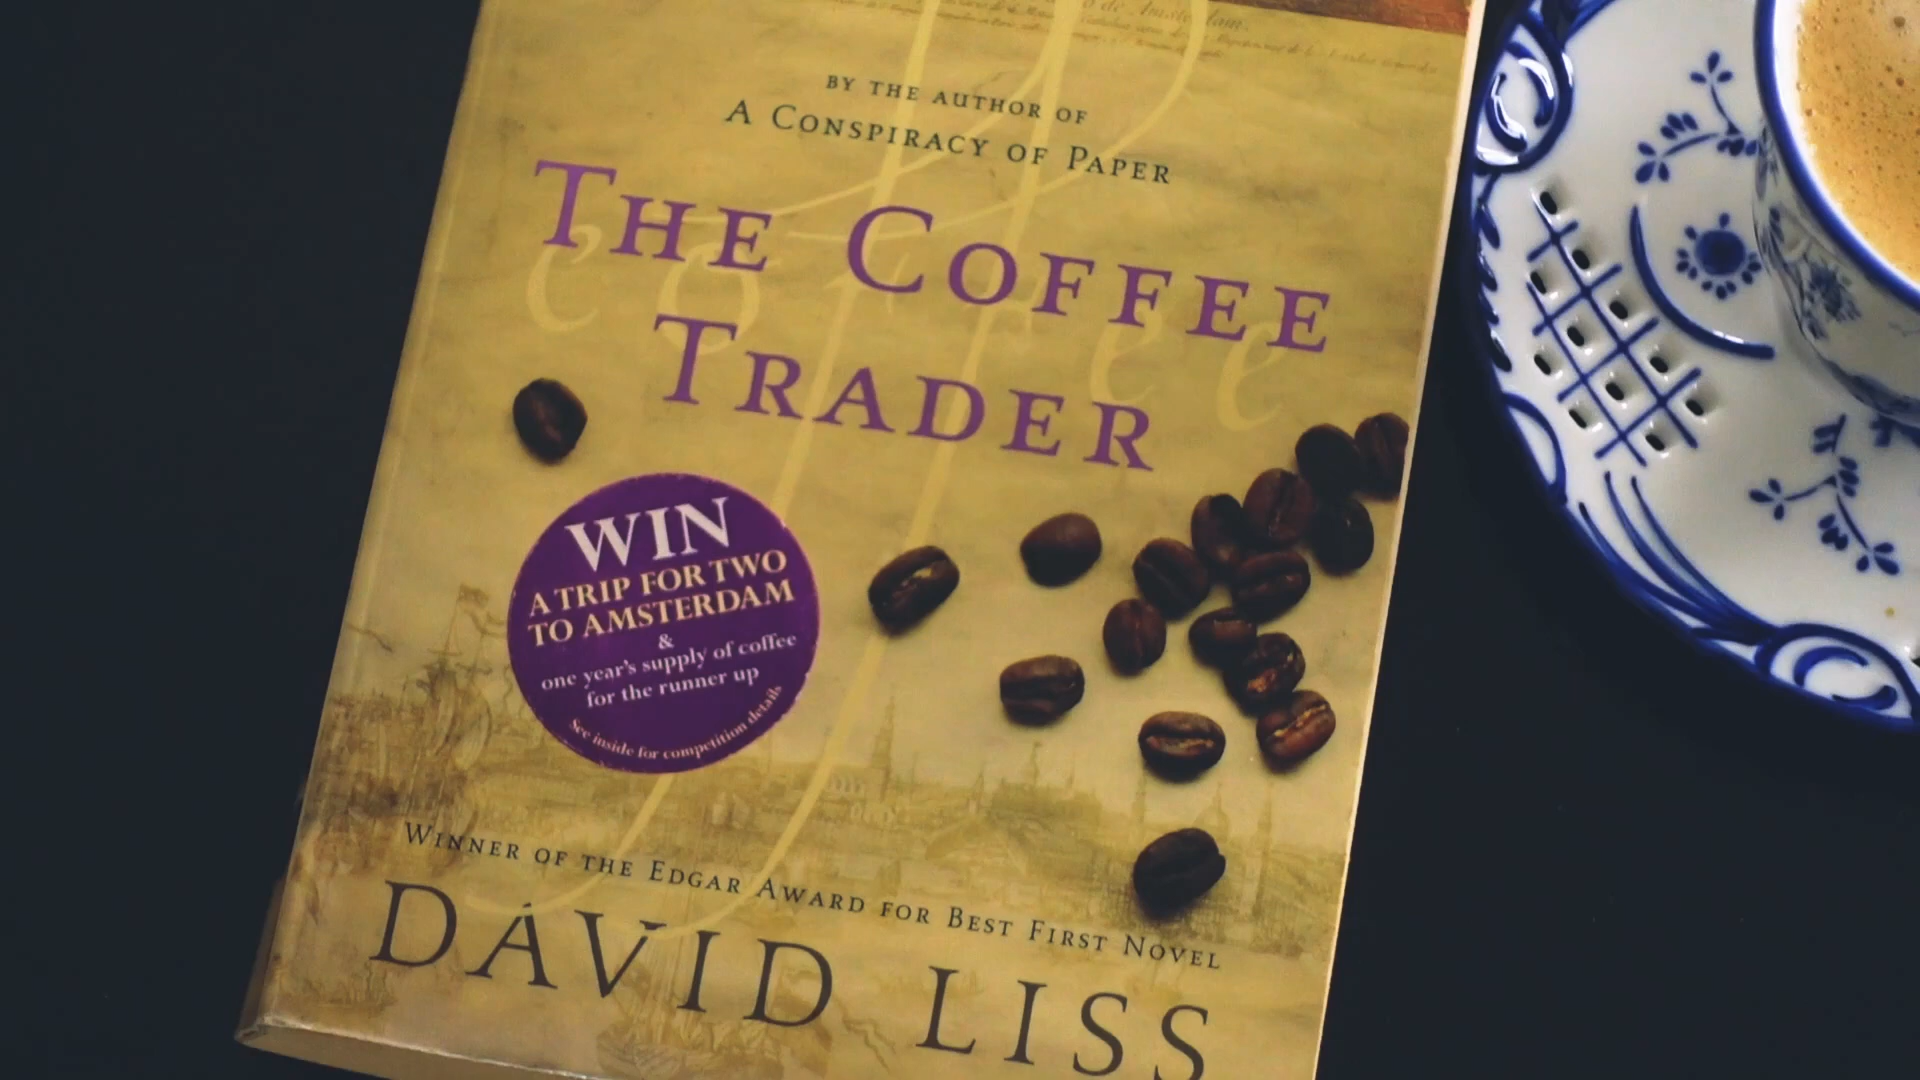 BY THE AUTHOR OF
A CONSPIRACY OF PAPER
THE COFFEE
TRADER
coffee
WIN
A TRIP FOR TWO
TO AMSTERDAM
&
one year's supply of coffee
for the runner up
See inside for competition details
WINNER OF THE EDGAR AWARD FOR BEST FIRST NOVEL
DAVID LISS